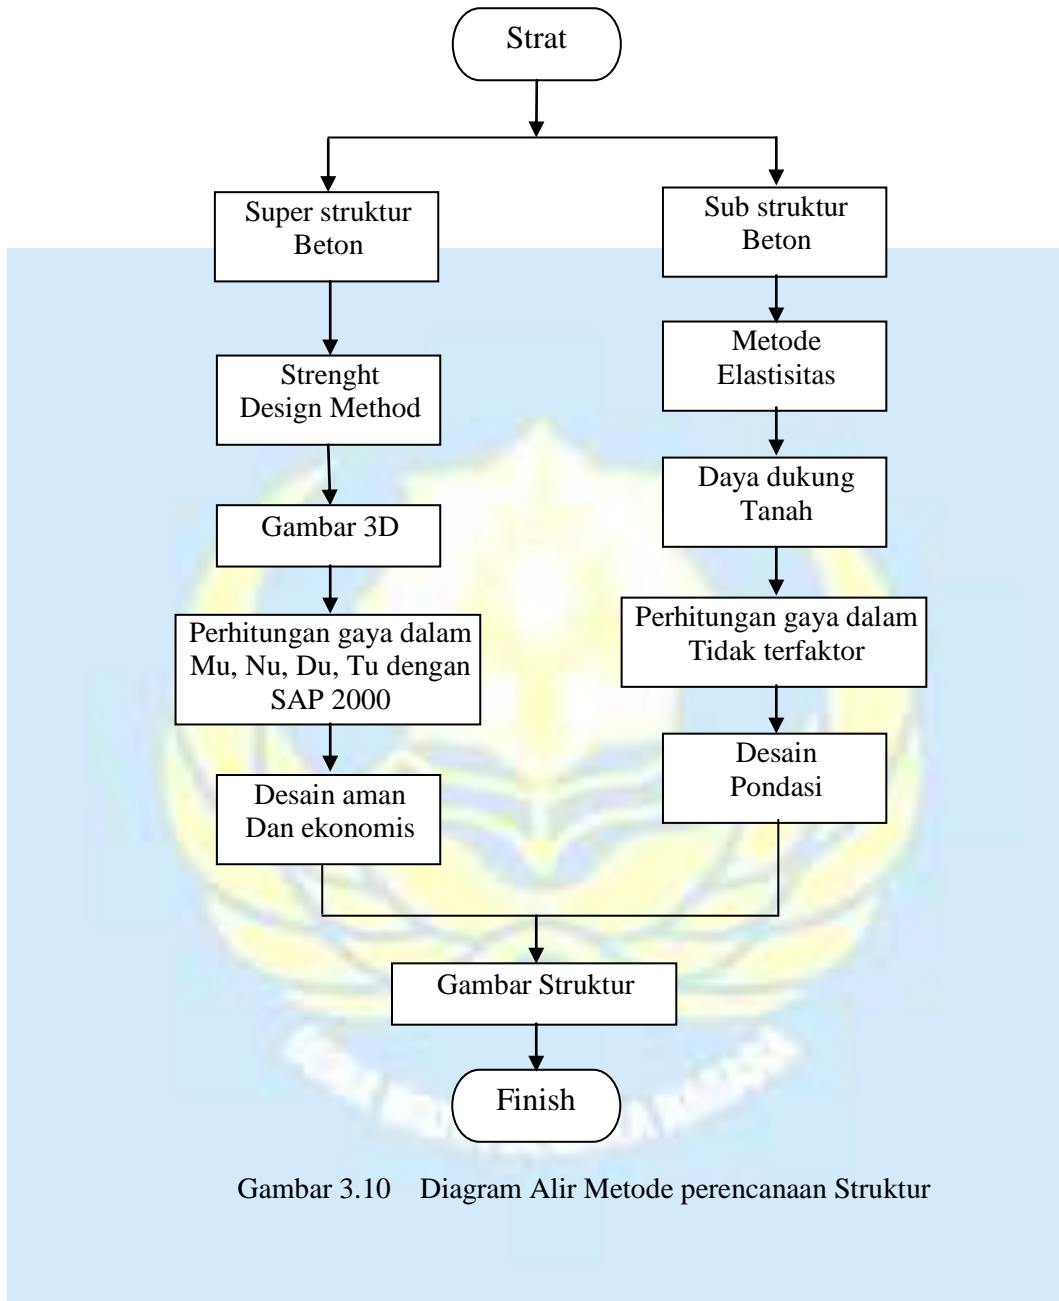 Strat
Super struktur
Beton
Strenght
Design Method
Gambar 3D
Perhitungan gaya dalam
Mu, Nu, Du, Tu dengan
SAP 2000
Desain aman
Dan ekonomis
Sub struktur
Beton
Metode
Elastisitas
Daya dukung
Tanah
Perhitungan gaya dalam
Tidak terfaktor
Desain
Pondasi
Gambar Struktur
Finish
Gambar 3.10 Diagram Alir Metode perencanaan Struktur